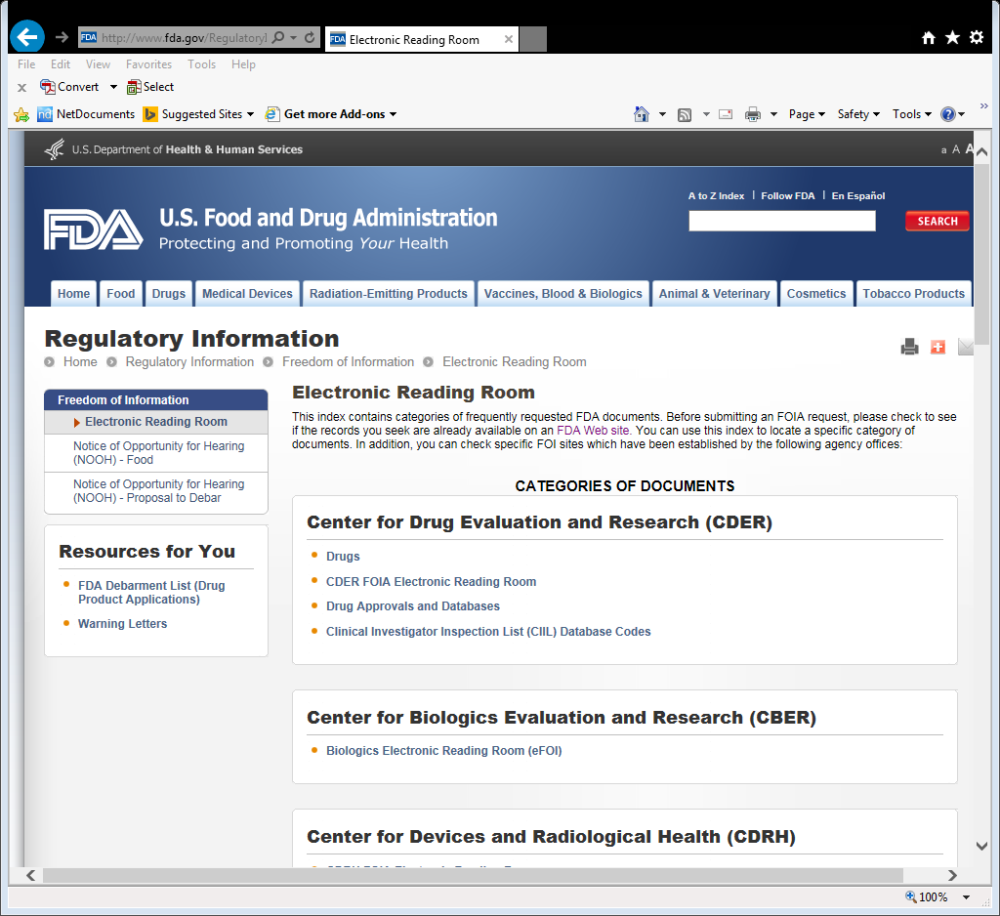 FDA http://www.fda.gov/Regulatory
FDA Electronic Reading Room
File Edit View Favorites Tools Help
x Convert Select
nd NetDocuments Suggested Sites Get more Add-ons Page Safety Tools
U.S. Department of Health & Human Services
a A A
A to Z Index | Follow FDA | En Español
FDA U.S. Food and Drug Administration
Protecting and Promoting Your Health
SEARCH
Home Food Drugs Medical Devices Radiation-Emitting Products Vaccines, Blood & Biologics Animal & Veterinary Cosmetics Tobacco Products
Regulatory Information
Home Regulatory Information Freedom of Information Electronic Reading Room
Freedom of Information
Electronic Reading Room
Notice of Opportunity for Hearing
(NOOH) - Food
Notice of Opportunity for Hearing
(NOOH) - Proposal to Debar
Resources for You
FDA Debarment List (Drug
Product Applications)
Warning Letters
Electronic Reading Room
This index contains categories of frequently requested FDA documents. Before submitting an FOIA request, please check to see
if the records you seek are already available on an FDA Web site. You can use this index to locate a specific category of
documents. In addition, you can check specific FOI sites which have been established by the following agency offices:
CATEGORIES OF DOCUMENTS
Center for Drug Evaluation and Research (CDER)
Drugs
CDER FOIA Electronic Reading Room
Drug Approvals and Databases
Clinical Investigator Inspection List (CIIL) Database Codes
Center for Biologics Evaluation and Research (CBER)
Biologics Electronic Reading Room (eFOI)
Center for Devices and Radiological Health (CDRH)
100%